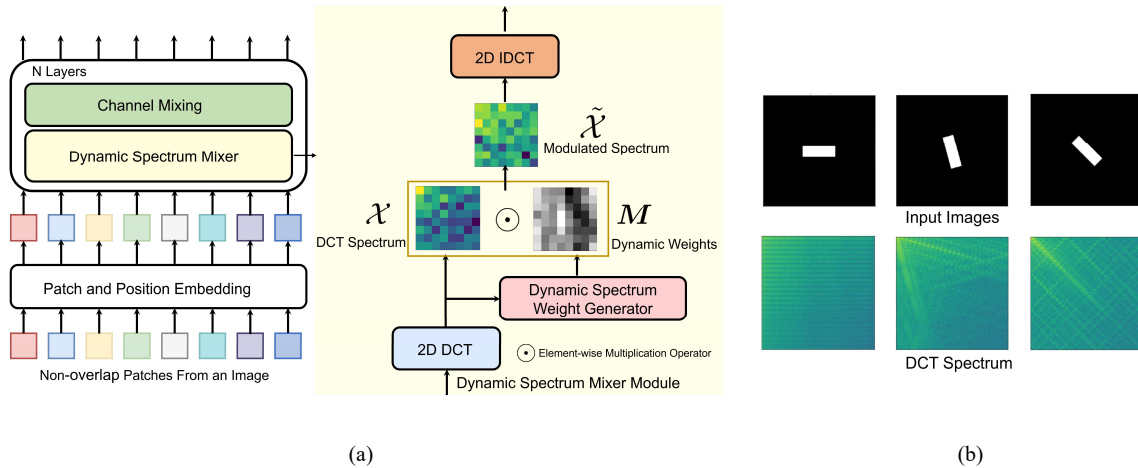 N Layers
Channel Mixing
Dynamic Spectrum Mixer
Patch and Position Embedding
Non-overlap Patches From an Image
2D IDCT
𝒳̃
Modulated Spectrum
𝒳
DCT Spectrum
M
Dynamic Weights
Dynamic Spectrum
Weight Generator
2D DCT
Element-wise Multiplication Operator
Dynamic Spectrum Mixer Module
(a)
Input Images
DCT Spectrum
(b)